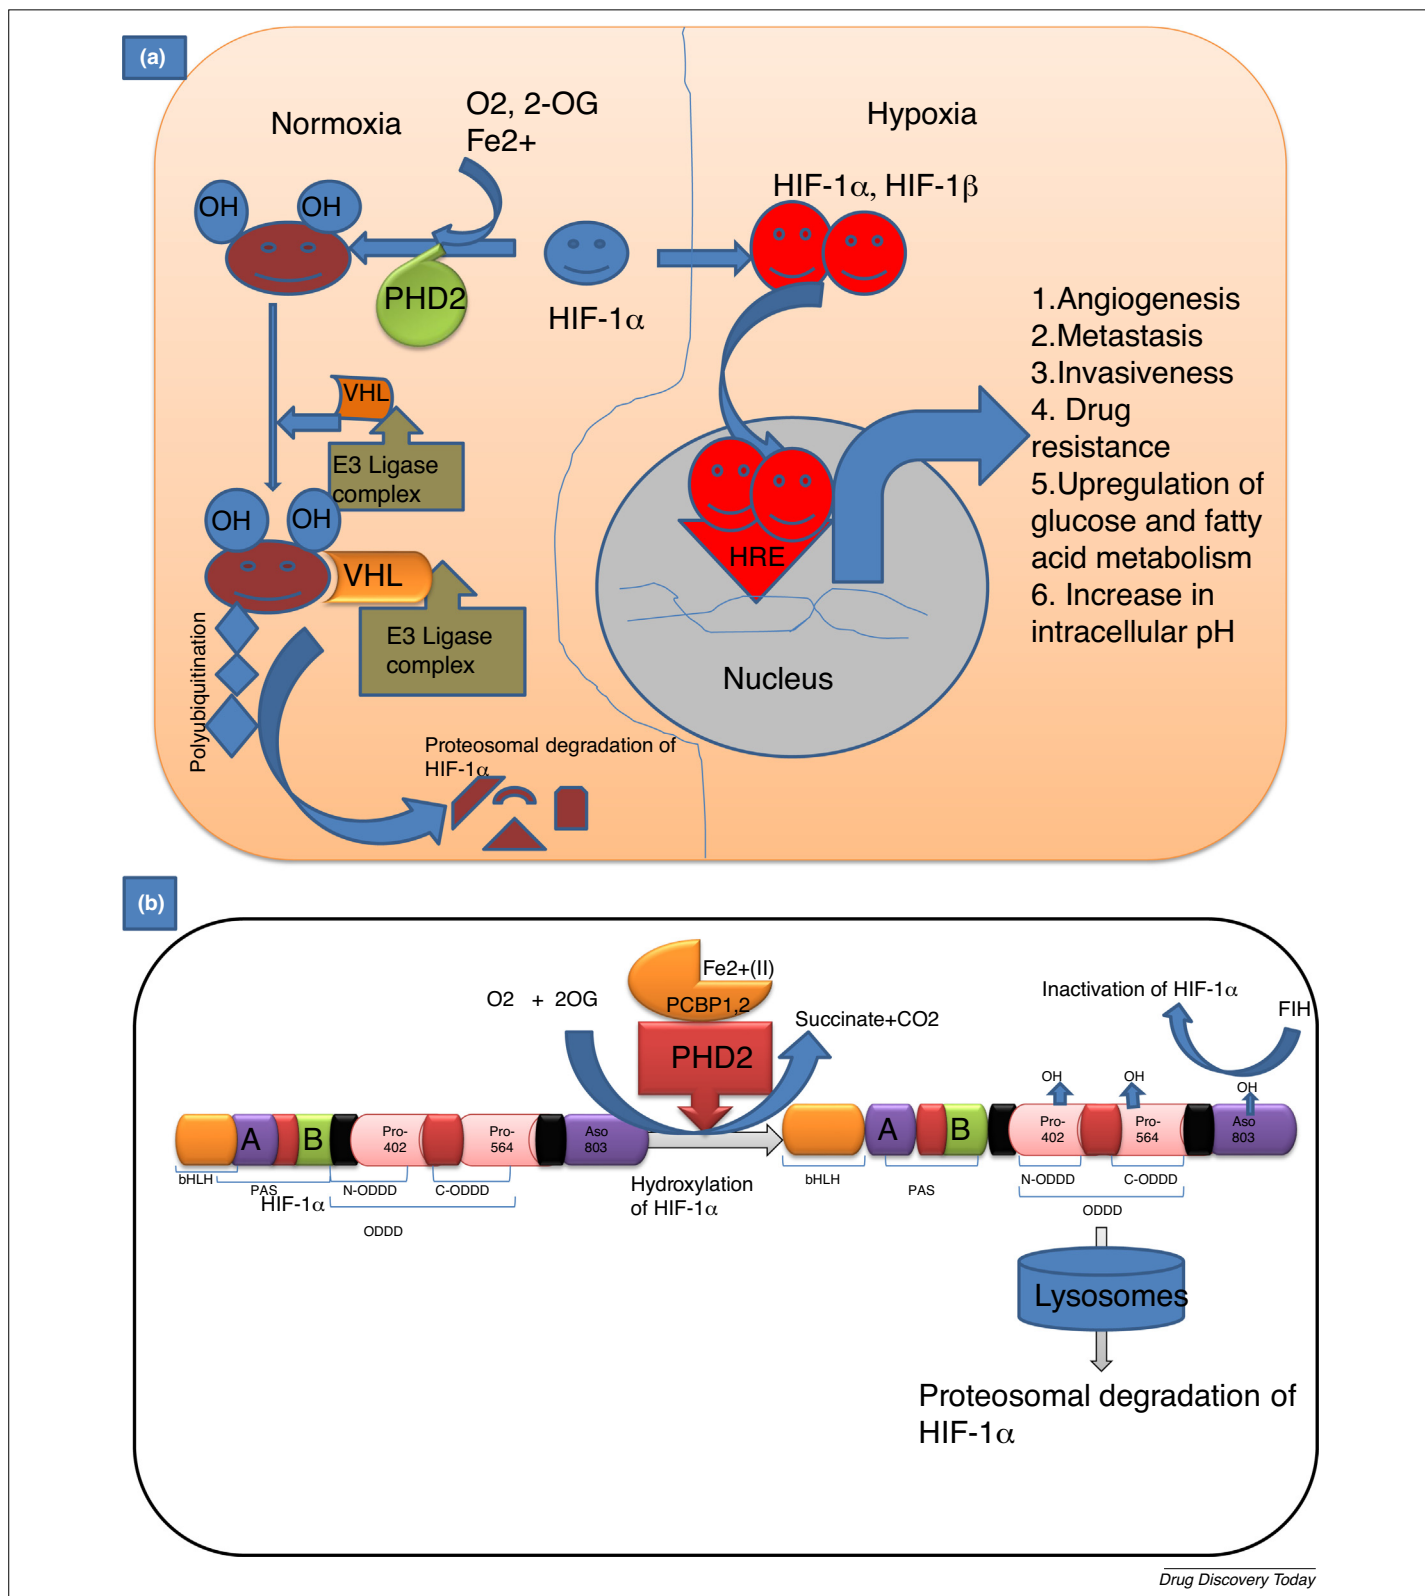 (a)
Normoxia
O2, 2-OG
Fe2+
Hypoxia
HIF-1α, HIF-1β
OH
OH
PHD2
HIF-1α
1.Angiogenesis
2.Metastasis
3.Invasiveness
4. Drug
resistance
5.Upregulation of
glucose and fatty
acid metabolism
6. Increase in
intracellular pH
VHL
E3 Ligase
complex
OH
OH
VHL
E3 Ligase
complex
HRE
Nucleus
Polyubiquitination
Proteosomal degradation of
HIF-1α
(b)
O2 + 2OG
Fe2+(II)
PCBP1,2
PHD2
Succinate+CO2
Inactivation of HIF-1α
FIH
OH
OH
OH
A
B
Pro-
402
Pro-
564
Aso
803
A
B
Pro-
402
Pro-
564
Aso
803
bHLH
PAS
HIF-1α
N-ODDD
C-ODDD
ODDD
Hydroxylation
of HIF-1α
bHLH
PAS
N-ODDD
C-ODDD
ODDD
Lysosomes
Proteosomal degradation of
HIF-1α
Drug Discovery Today